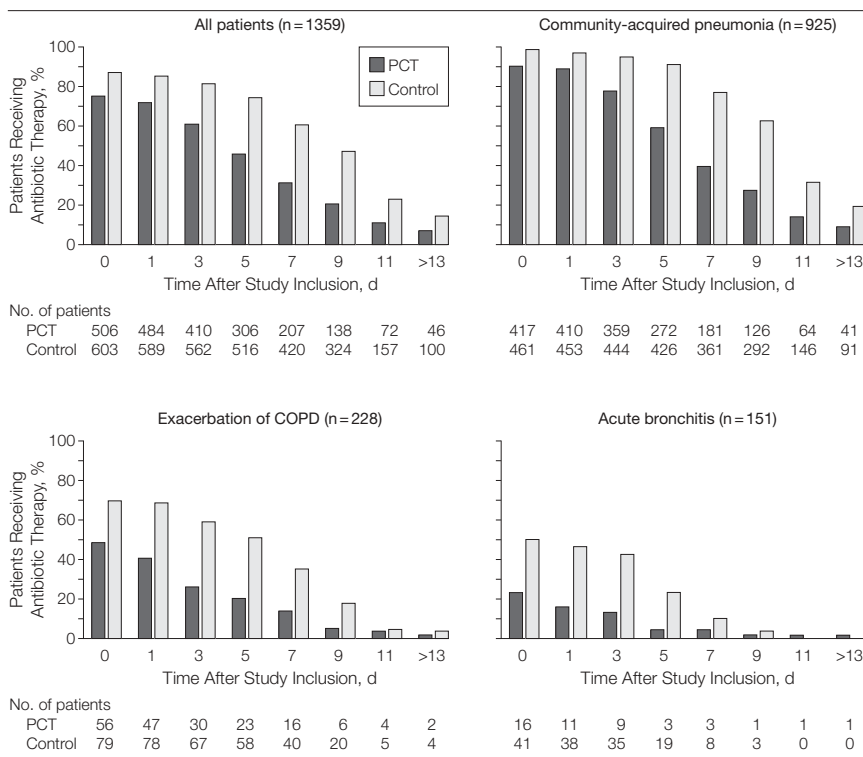 All patients (n=1359)
100
80
60
40
20
0
Patients Receiving
Antibiotic Therapy, %
PCT
Control
0 1 3 5 7 9 11 >13
Time After Study Inclusion, d
No. of patients
PCT 506 484 410 306 207 138 72 46
Control 603 589 562 516 420 324 157 100
Community-acquired pneumonia (n=925)
0 1 3 5 7 9 11 >13
Time After Study Inclusion, d
417 410 359 272 181 126 64 41
461 453 444 426 361 292 146 91
Exacerbation of COPD (n=228)
100
80
60
40
20
0
Patients Receiving
Antibiotic Therapy, %
0 1 3 5 7 9 11 >13
Time After Study Inclusion, d
No. of patients
PCT 56 47 30 23 16 6 4 2
Control 79 78 67 58 40 20 5 4
Acute bronchitis (n=151)
0 1 3 5 7 9 11 >13
Time After Study Inclusion, d
16 11 9 3 3 1 1 1
41 38 35 19 8 3 0 0